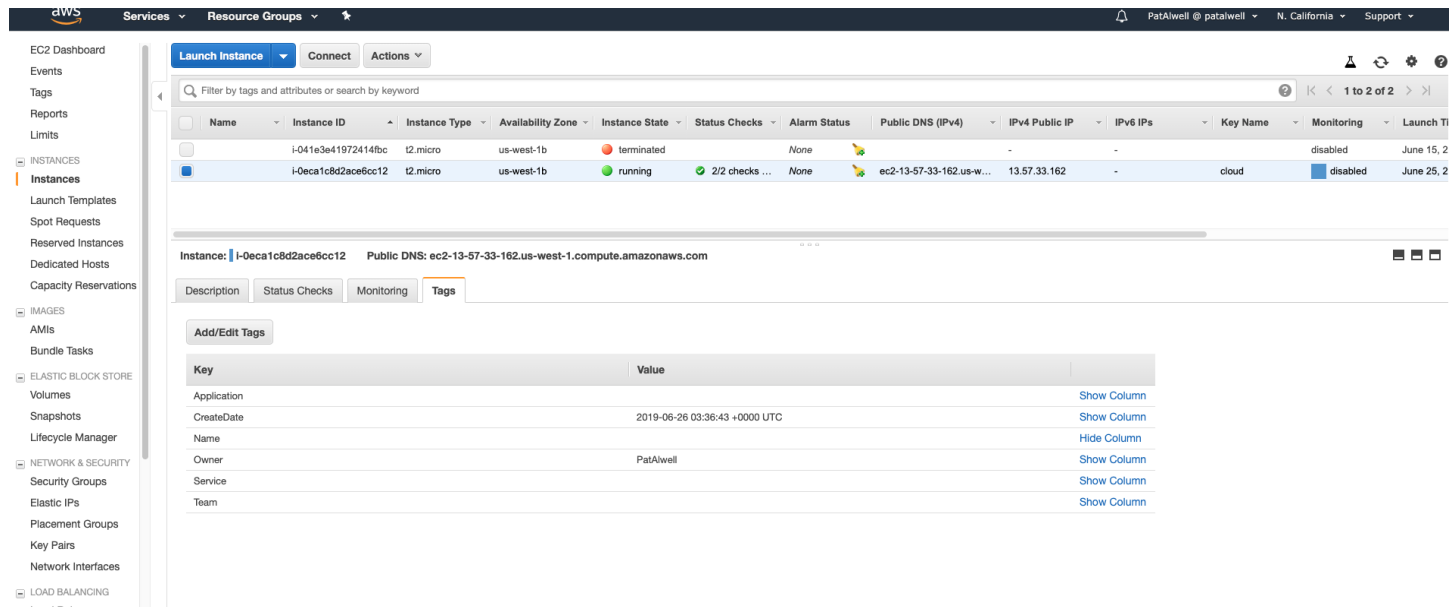 aws Services Resource Groups PatAlwell @ patalwell N. California Support
EC2 Dashboard
Events
Tags
Reports
Limits
INSTANCES
Instances
Launch Templates
Spot Requests
Reserved Instances
Dedicated Hosts
Capacity Reservations
IMAGES
AMIs
Bundle Tasks
ELASTIC BLOCK STORE
Volumes
Snapshots
Lifecycle Manager
NETWORK & SECURITY
Security Groups
Elastic IPs
Placement Groups
Key Pairs
Network Interfaces
LOAD BALANCING
Launch Instance Connect Actions
Filter by tags and attributes or search by keyword 1 to 2 of 2
Name Instance ID Instance Type Availability Zone Instance State Status Checks Alarm Status Public DNS (IPv4) IPv4 Public IP IPv6 IPs Key Name Monitoring Launch Ti
i-041e3e41972414fbc t2.micro us-west-1b terminated None - - disabled June 15, 2
i-0eca1c8d2ace6cc12 t2.micro us-west-1b running 2/2 checks ... None ec2-13-57-33-162.us-w... 13.57.33.162 - cloud disabled June 25, 2
Instance: i-0eca1c8d2ace6cc12 Public DNS: ec2-13-57-33-162.us-west-1.compute.amazonaws.com
Description Status Checks Monitoring Tags
Add/Edit Tags
Key Value
Application Show Column
CreateDate 2019-06-26 03:36:43 +0000 UTC Show Column
Name Hide Column
Owner PatAlwell Show Column
Service Show Column
Team Show Column